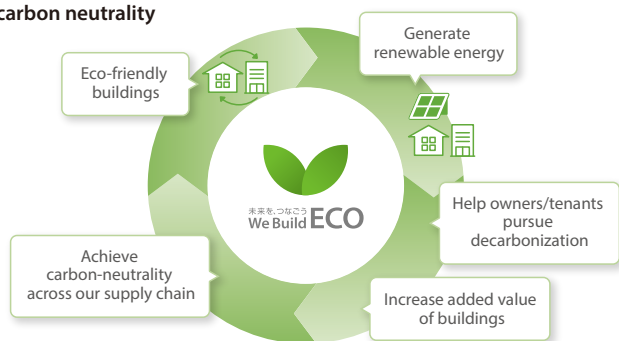 carbon neutrality
Generate
renewable energy
Eco-friendly
buildings
未来を、つなごう
We Build ECO
Help owners/tenants
pursue
decarbonization
Achieve
carbon-neutrality
across our supply chain
Increase added value
of buildings